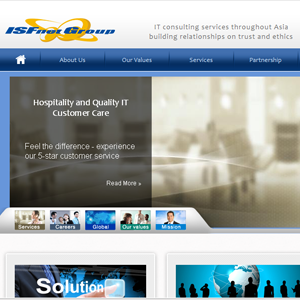 ISFnet Group
IT consulting services throughout Asia
building relationships on trust and ethics
About Us
Our Values
Services
Partnership
Hospitality and Quality IT
Customer Care
Feel the difference - experience
our 5-star customer service
Read More »
Services
Careers
Global
Our values
Mission
Solution